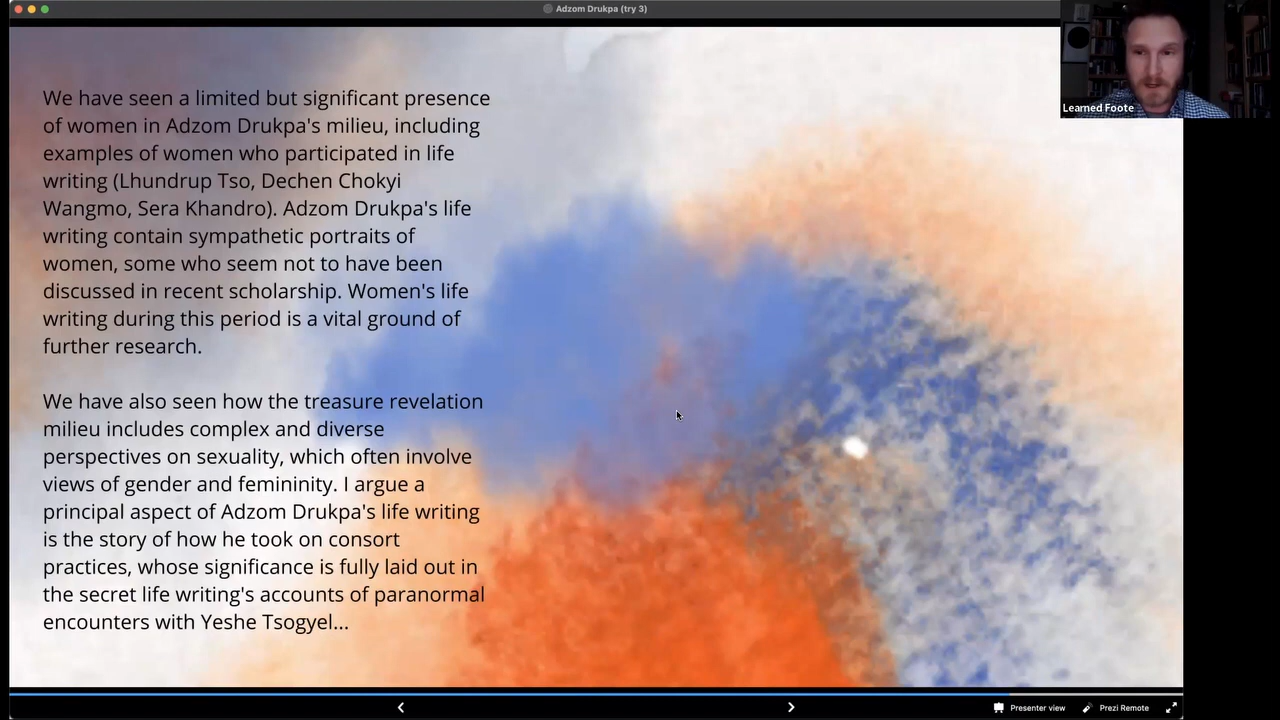 Adzom Drukpa (try 3)
We have seen a limited but significant presence
of women in Adzom Drukpa's milieu, including
examples of women who participated in life
writing (Lhundrup Tso, Dechen Chokyi
Wangmo, Sera Khandro). Adzom Drukpa's life
writing contain sympathetic portraits of
women, some who seem not to have been
discussed in recent scholarship. Women's life
writing during this period is a vital ground of
further research.
We have also seen how the treasure revelation
milieu includes complex and diverse
perspectives on sexuality, which often involve
views of gender and femininity. I argue a
principal aspect of Adzom Drukpa's life writing
is the story of how he took on consort
practices, whose significance is fully laid out in
the secret life writing's accounts of paranormal
encounters with Yeshe Tsogyel...
Learned Foote
Presenter view
Prezi Remote